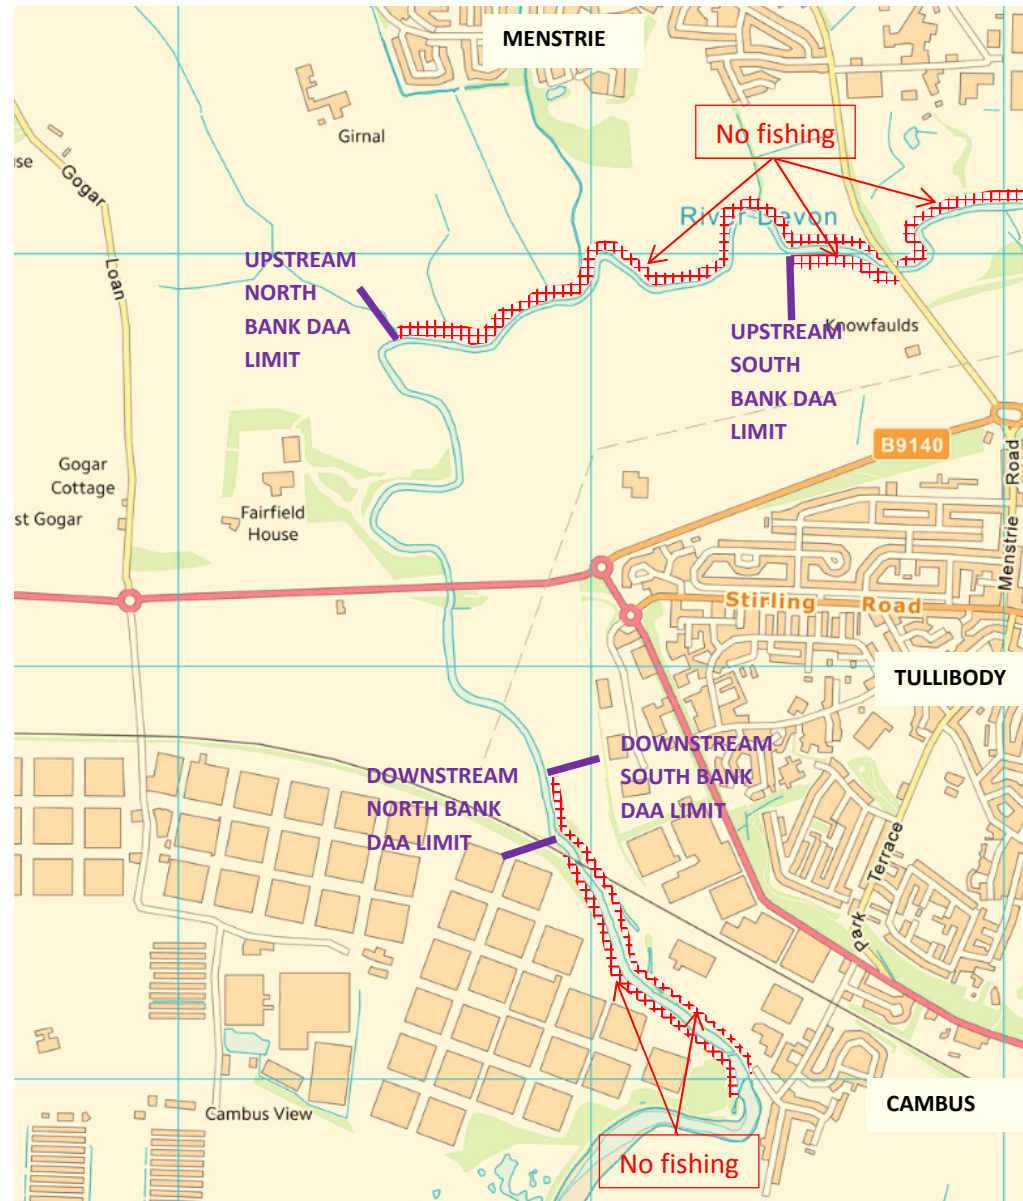 MENSTRIE
No fishing
Girnal
use
Gogar
Loan
River Devon
UPSTREAM
NORTH
BANK DAA
LIMIT
Knowfaulds
UPSTREAM
SOUTH
BANK DAA
LIMIT
B9140
Menstrie Road
Gogar
Cottage
st Gogar
Fairfield
House
Stirling Road
TULLIBODY
DOWNSTREAM
SOUTH BANK
DAA LIMIT
DOWNSTREAM
NORTH BANK
DAA LIMIT
Park Terrace
CAMBUS
Cambus View
No fishing